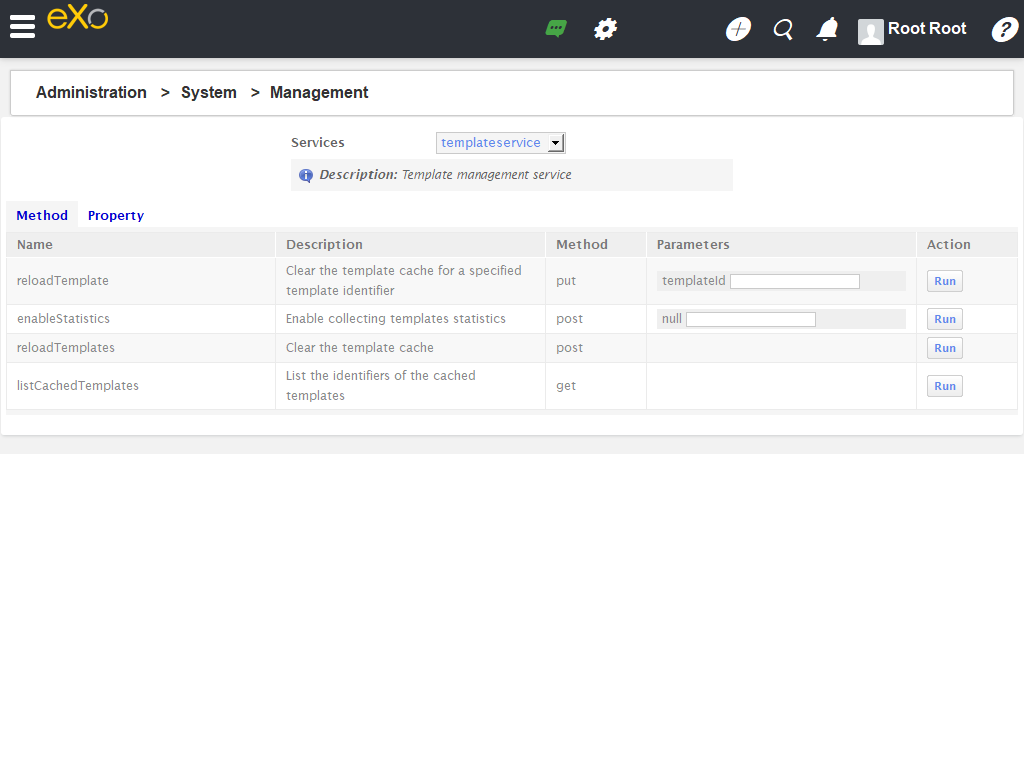 eXo
Root Root
?
Administration > System > Management
Services templateservice
Description: Template management service
Method Property
Name Description Method Parameters Action
reloadTemplate Clear the template cache for a specified template identifier put templateId Run
enableStatistics Enable collecting templates statistics post null Run
reloadTemplates Clear the template cache post Run
listCachedTemplates List the identifiers of the cached templates get Run